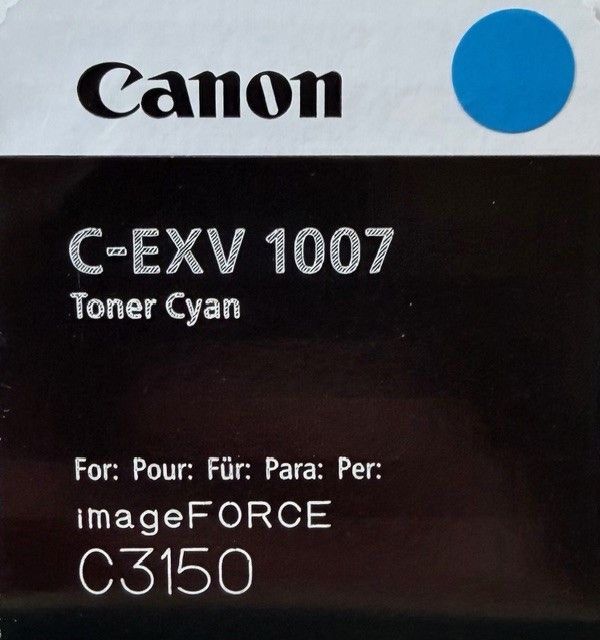 Canon
C-EXV 1007
Toner Cyan
For: Pour: Für: Para: Per:
imageFORCE
C3150